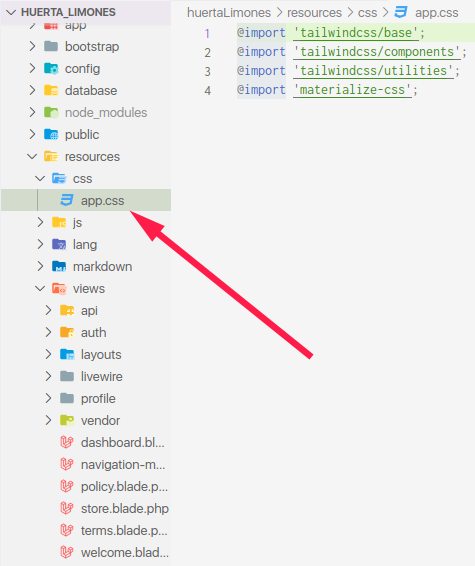 HUERTA_LIMONES
app
bootstrap
config
database
node_modules
public
resources
css
app.css
js
lang
markdown
views
api
auth
layouts
livewire
profile
vendor
dashboard.bl...
navigation-m...
policy.blade.p...
store.blade.php
terms.blade.p...
welcome.blad...
huertaLimones > resources > css > app.css
1 @import 'tailwindcss/base';
2 @import 'tailwindcss/components';
3 @import 'tailwindcss/utilities';
4 @import 'materialize-css';